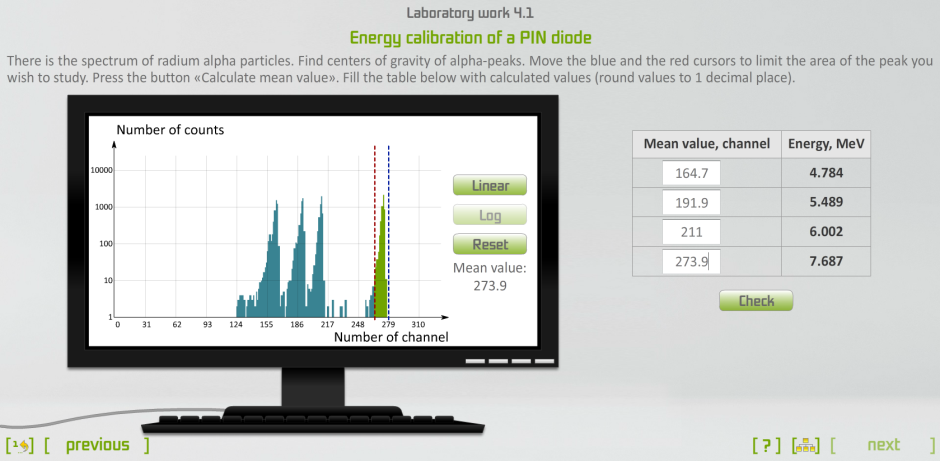 Laboratory work 4.1
Energy calibration of a PIN diode
There is the spectrum of radium alpha particles. Find centers of gravity of alpha-peaks. Move the blue and the red cursors to limit the area of the peak you
wish to study. Press the button «Calculate mean value». Fill the table below with calculated values (round values to 1 decimal place).
Number of counts
10000
1000
100
10
1
0 31 62 93 124 155 186 217 248 279 310
Number of channel
Linear
Log
Reset
Mean value:
273.9
Mean value, channel Energy, MeV
164.7 4.784
191.9 5.489
211 6.002
273.9 7.687
Check
[ previous ]
[ ? ]
[ next ]